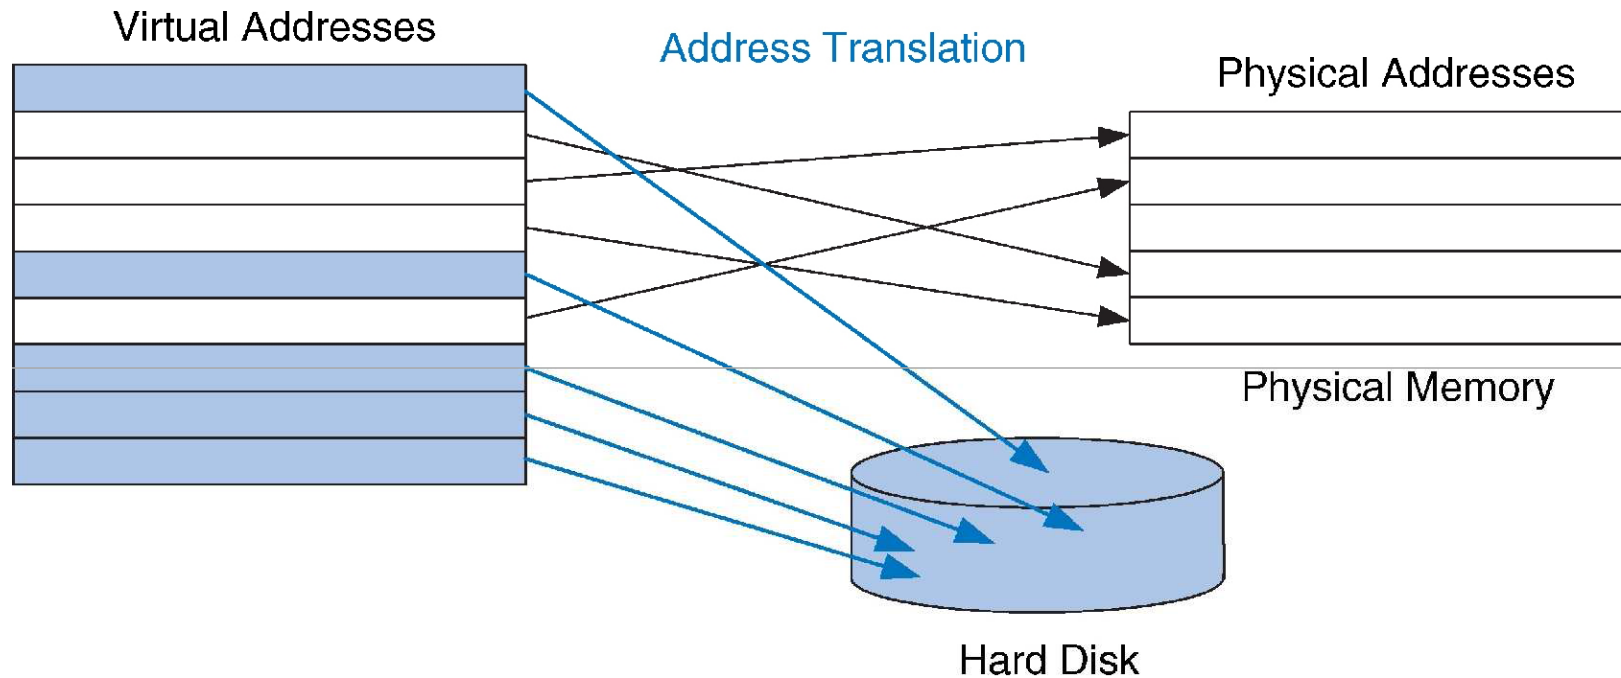 Virtual Addresses
Address Translation
Physical Addresses
Physical Memory
Hard Disk